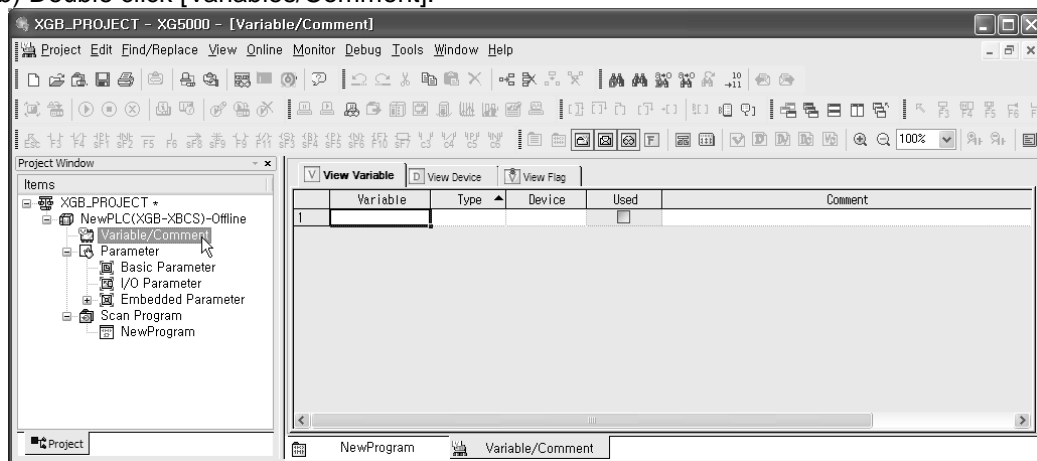 b) Double click [Variables/Comment].
XGB_PROJECT - XG5000 - [Variable/Comment]
Project Edit Find/Replace View Online Monitor Debug Tools Window Help
100%
Project Window
Items
XGB_PROJECT *
NewPLC(XGB-XBCS)-Offline
Variable/Comment
Parameter
Basic Parameter
I/O Parameter
Embedded Parameter
Scan Program
NewProgram
Project
V View Variable D View Device View Flag
Variable Type Device Used Comment
1
NewProgram Variable/Comment